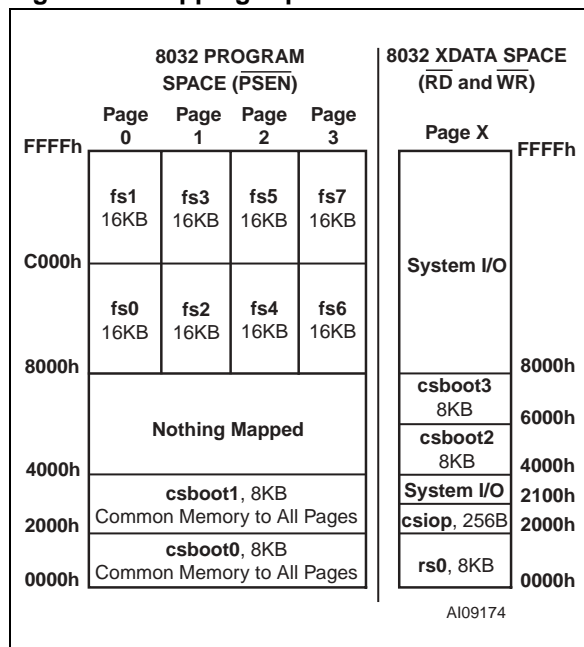 8032 PROGRAM
SPACE (PSEN)
Page 0
Page 1
Page 2
Page 3
FFFFh
fs1
16KB
fs3
16KB
fs5
16KB
fs7
16KB
C000h
fs0
16KB
fs2
16KB
fs4
16KB
fs6
16KB
8000h
Nothing Mapped
4000h
csboot1, 8KB
Common Memory to All Pages
2000h
csboot0, 8KB
Common Memory to All Pages
0000h
8032 XDATA SPACE
(RD and WR)
Page X
FFFFh
System I/O
8000h
csboot3
8KB
6000h
csboot2
8KB
4000h
System I/O
2100h
csiop, 256B
2000h
rs0, 8KB
0000h
AI09174